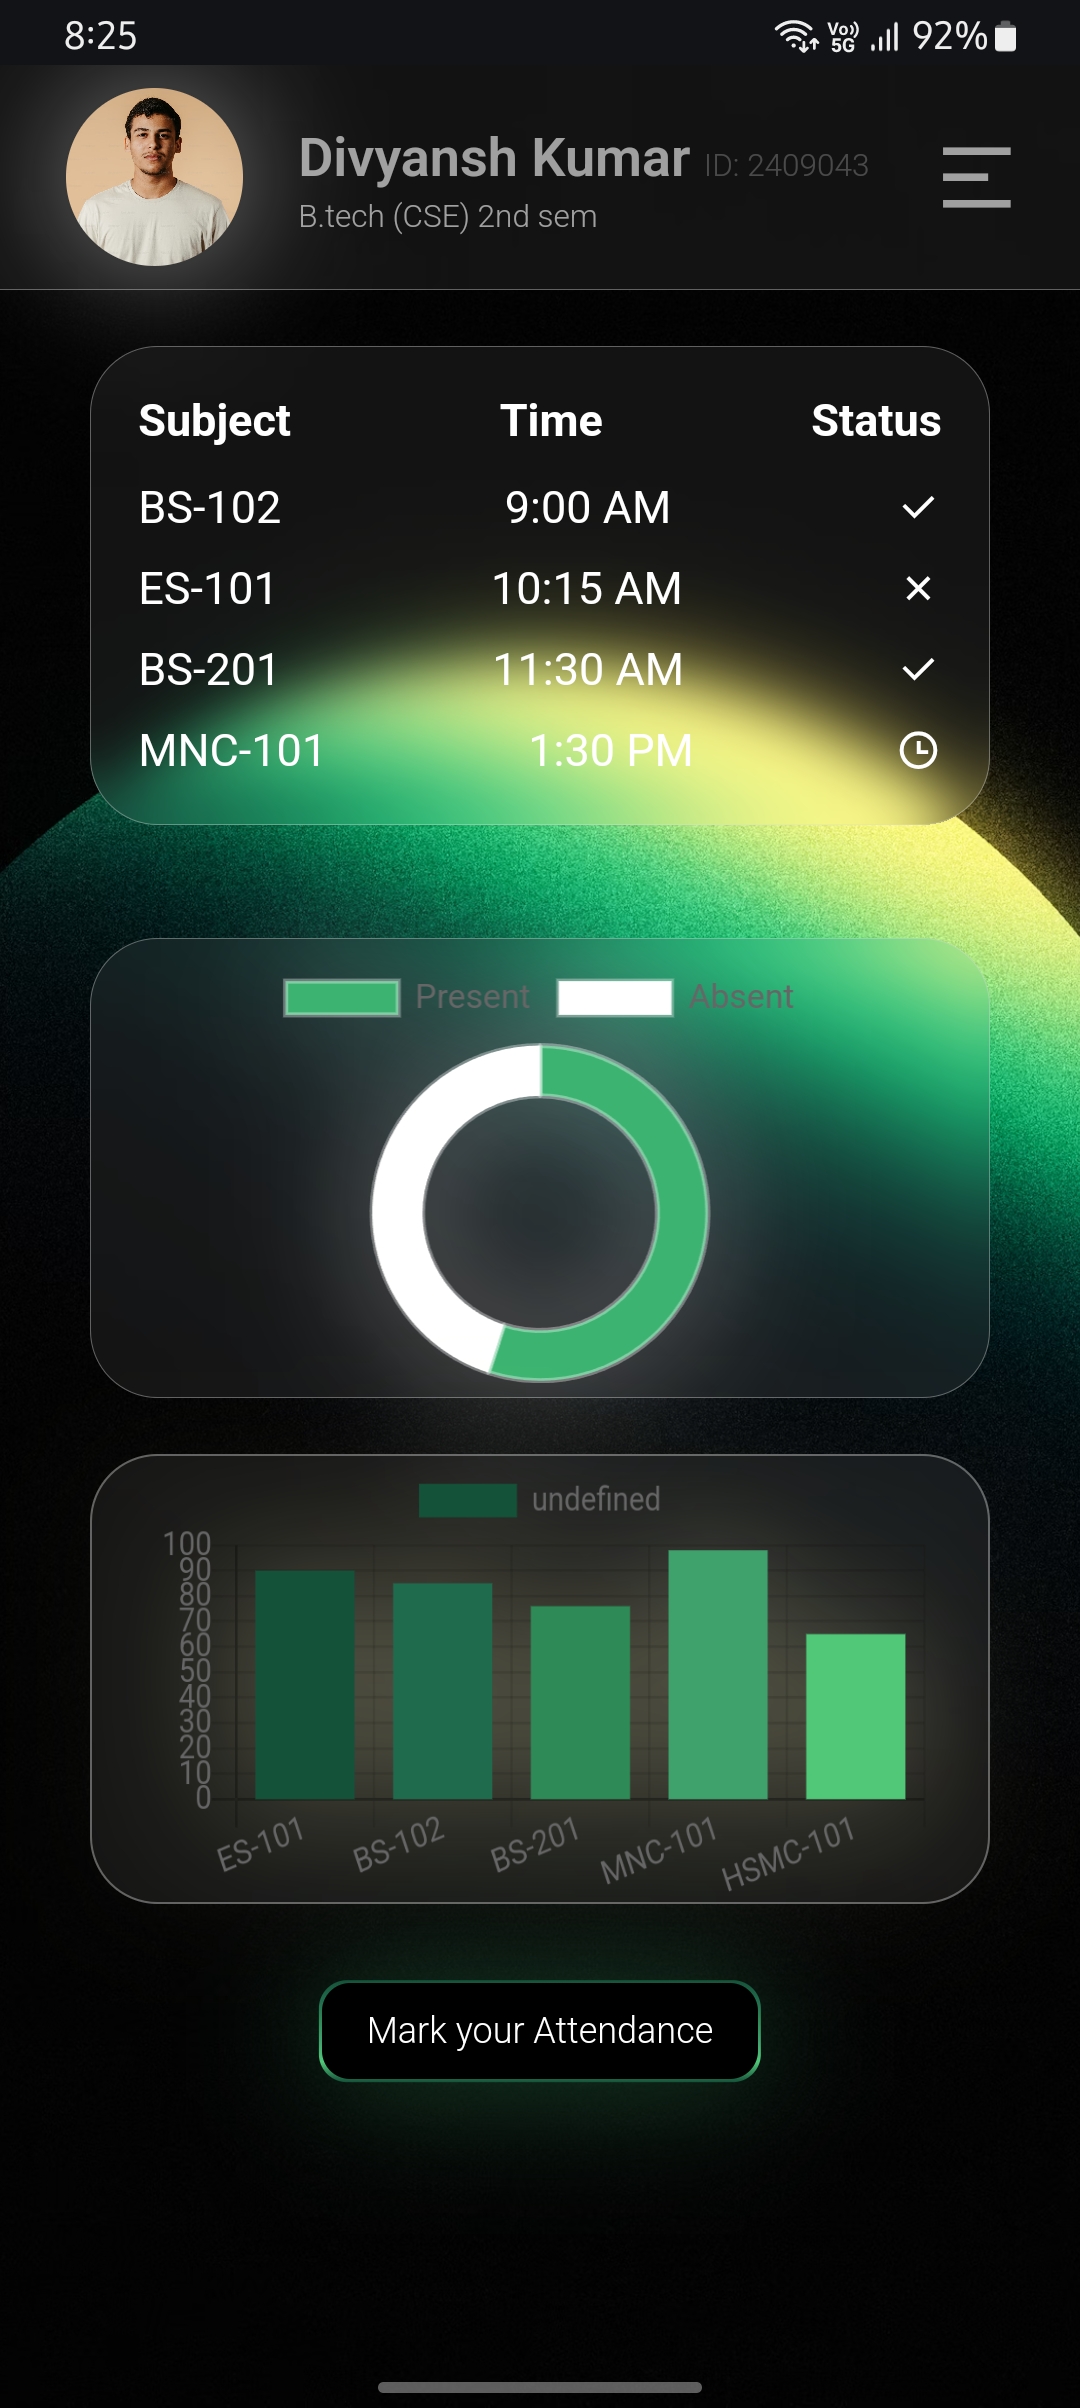 8:25 Vo)) 5G 92%
Divyansh Kumar ID: 2409043
B.tech (CSE) 2nd sem
Subject Time Status
BS-102 9:00 AM
ES-101 10:15 AM
BS-201 11:30 AM
MNC-101 1:30 PM
Present Absent
undefined
100
90
80
70
60
50
40
30
20
10
0
ES-101 BS-102 BS-201 MNC-101 HSMC-101
Mark your Attendance